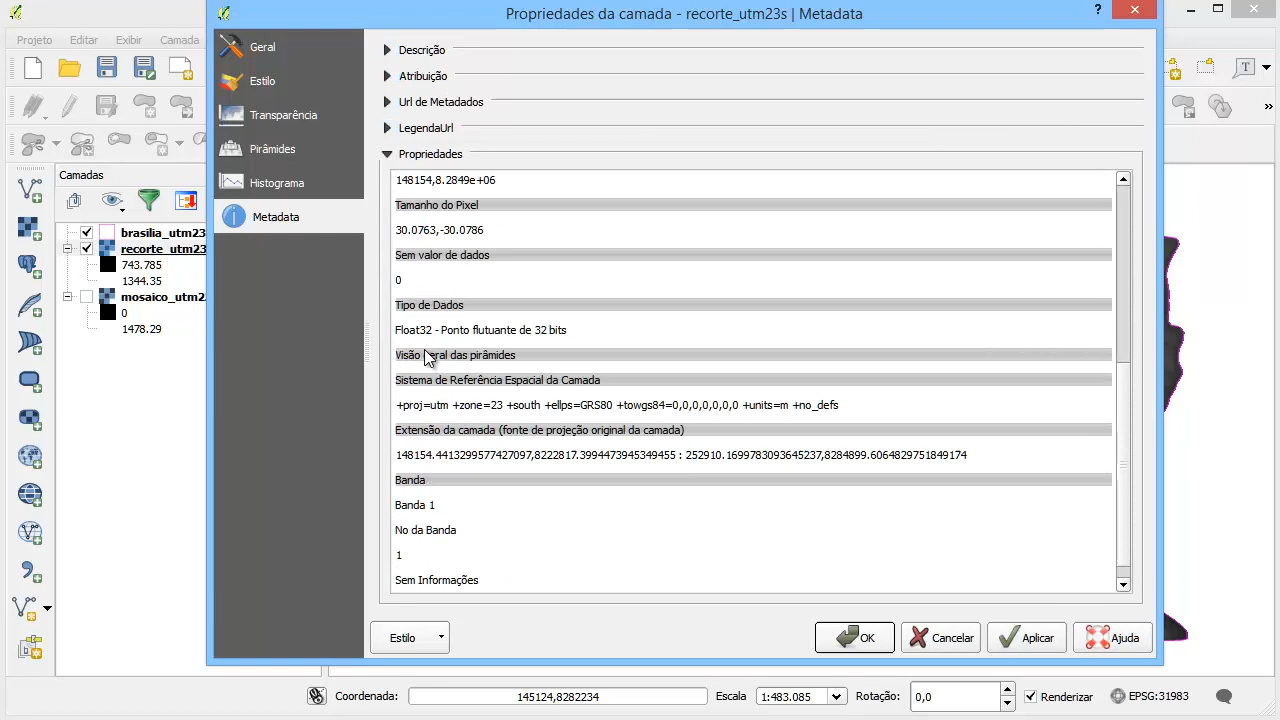 Propriedades da camada - recorte_utm23s | Metadata
?
Projeto Editar Exibir Camada
Geral
Estilo
Transparência
Pirâmides
Histograma
Metadata
Descrição
Atribuição
Url de Metadados
LegendaUrl
Propriedades
148154,8.2849e+06
Tamanho do Pixel
30.0763,-30.0786
Sem valor de dados
0
Tipo de Dados
Float32 - Ponto flutuante de 32 bits
Visão geral das pirâmides
Sistema de Referência Espacial da Camada
+proj=utm +zone=23 +south +ellps=GRS80 +towgs84=0,0,0,0,0,0,0 +units=m +no_defs
Extensão da camada (fonte de projeção original da camada)
148154.4413299577427097,8222817.3994473945349455 : 252910.1699783093645237,8284899.6064829751849174
Banda
Banda 1
No da Banda
1
Sem Informações
Camadas
brasilia_utm23
recorte_utm23
743.785
1344.35
mosaico_utm2
0
1478.29
T
»
Estilo
OK
Cancelar
Aplicar
Ajuda
Coordenada: 145124,8282234 Escala 1:483.085 Rotação: 0,0 Renderizar EPSG:31983